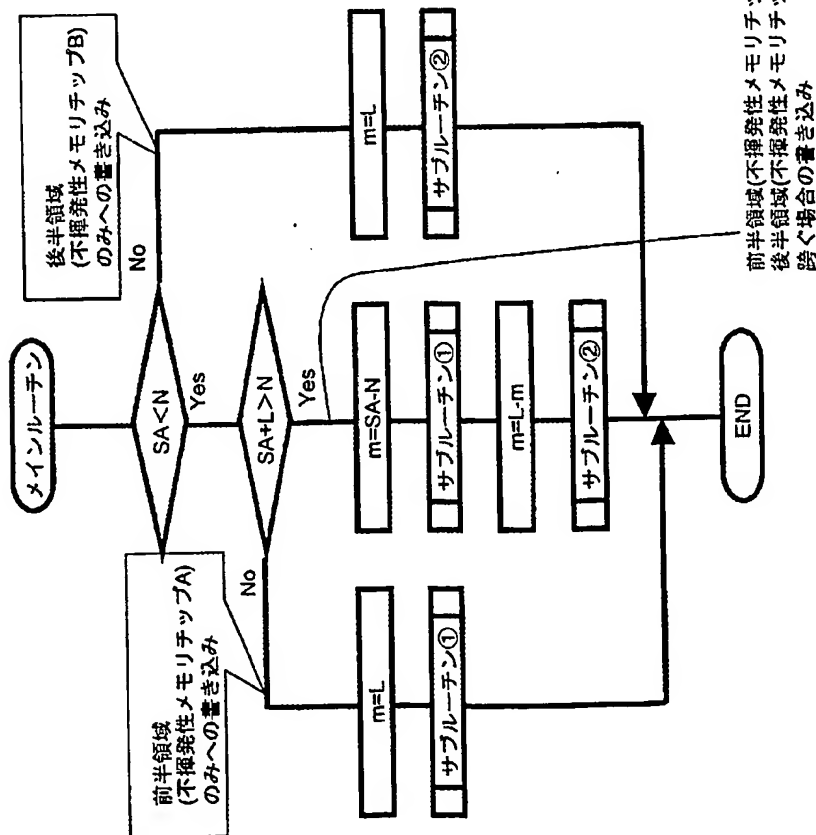 メインルーチン
SA<N
Yes
No
後半領域
(不揮発性メモリチップB)
のみへの書き込み
SA+L>N
Yes
No
前半領域
(不揮発性メモリチップA)
のみへの書き込み
m=L
サブルーチン①
m=SA-N
サブルーチン①
m=L-m
サブルーチン②
m=L
サブルーチン②
前半領域(不揮発性メモリチッ
後半領域(不揮発性メモリチッ
跨ぐ場合の書き込み
END